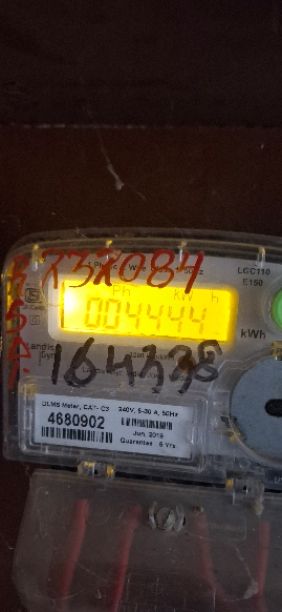 LGC110
E150
732084
Ph kW h
004444
kWh
164338
DLMS Meter, CAT- C3 240V, 5-30 A, 50Hz
4680902
Jun, 2019
Guarantee 5 Yrs.